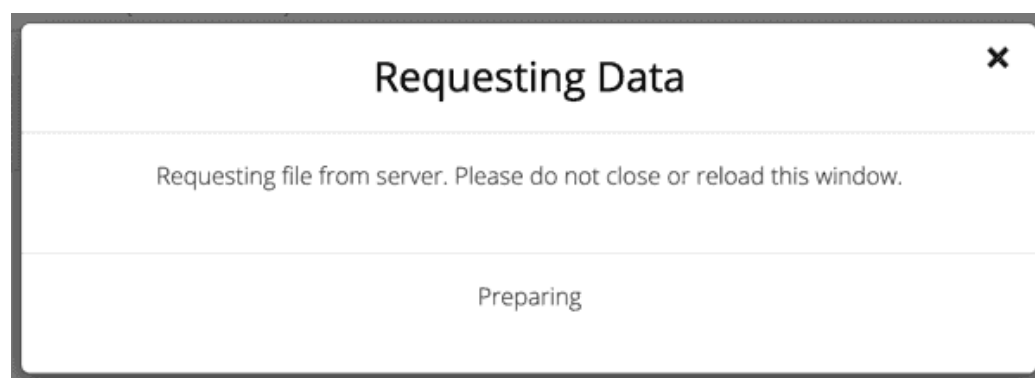 Requesting Data
Requesting file from server. Please do not close or reload this window.
Preparing